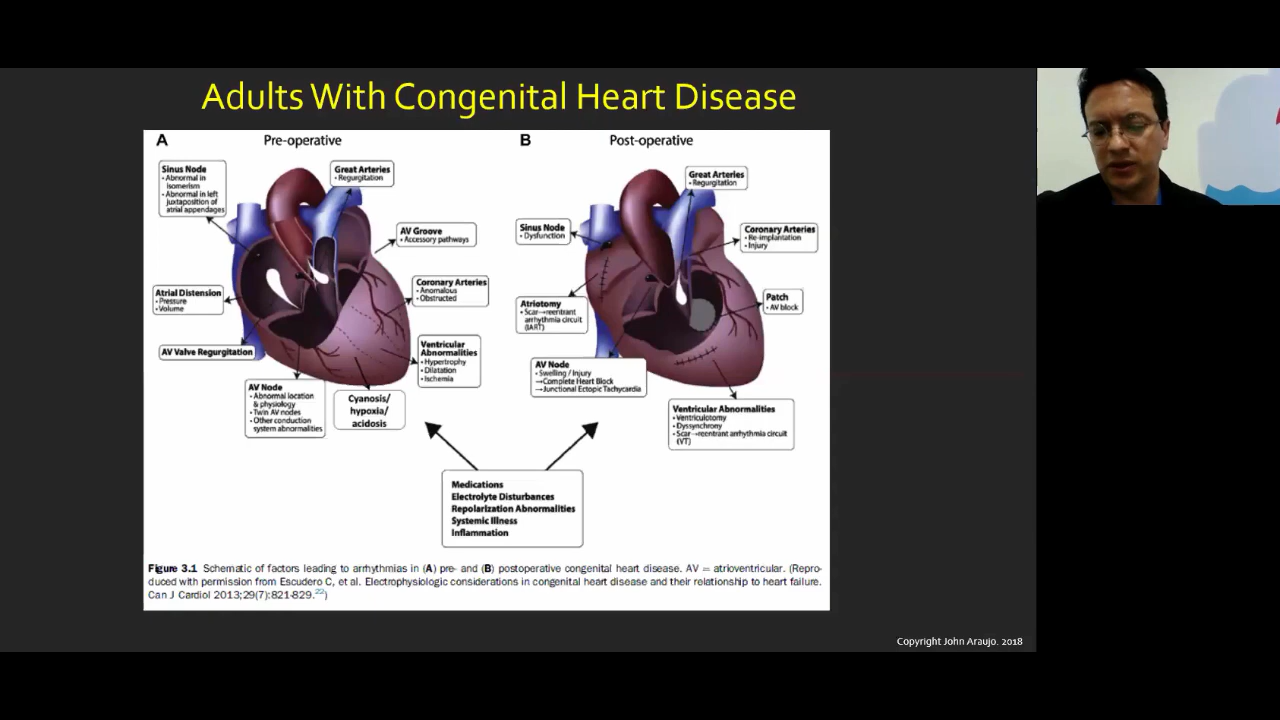 Adults With Congenital Heart Disease
A Pre-operative
Sinus Node
• Abnormal in
isomerism
• Abnormal in left
juxtaposition of
atrial appendages
Great Arteries
• Regurgitation
AV Groove
• Accessory pathways
Atrial Distension
• Pressure
• Volume
Coronary Arteries
• Anomalous
• Obstructed
AV Valve Regurgitation
Ventricular
Abnormalities
• Hypertrophy
• Dilatation
• Ischemia
AV Node
• Abnormal location
& physiology
• Twin AV nodes
• Other conduction
system abnormalities
Cyanosis/
hypoxia/
acidosis
B Post-operative
Great Arteries
• Regurgitation
Sinus Node
• Dysfunction
Coronary Arteries
• Re-implantation
• Injury
Atriotomy
• Scar→reentrant
arrhythmia circuit
(IART)
Patch
• AV block
AV Node
• Swelling / Injury
→Complete Heart Block
→Junctional Ectopic Tachycardia
Ventricular Abnormalities
• Ventriculotomy
• Dyssynchrony
• Scar→reentrant arrhythmia circuit
(VT)
Medications
Electrolyte Disturbances
Repolarization Abnormalities
Systemic Illness
Inflammation
Figure 3.1 Schematic of factors leading to arrhythmias in (A) pre- and (B) postoperative congenital heart disease. AV = atrioventricular. (Repro-
duced with permission from Escudero C, et al. Electrophysiologic considerations in congenital heart disease and their relationship to heart failure.
Can J Cardiol 2013;29(7):821-829.22)
Copyright John Araujo. 2018